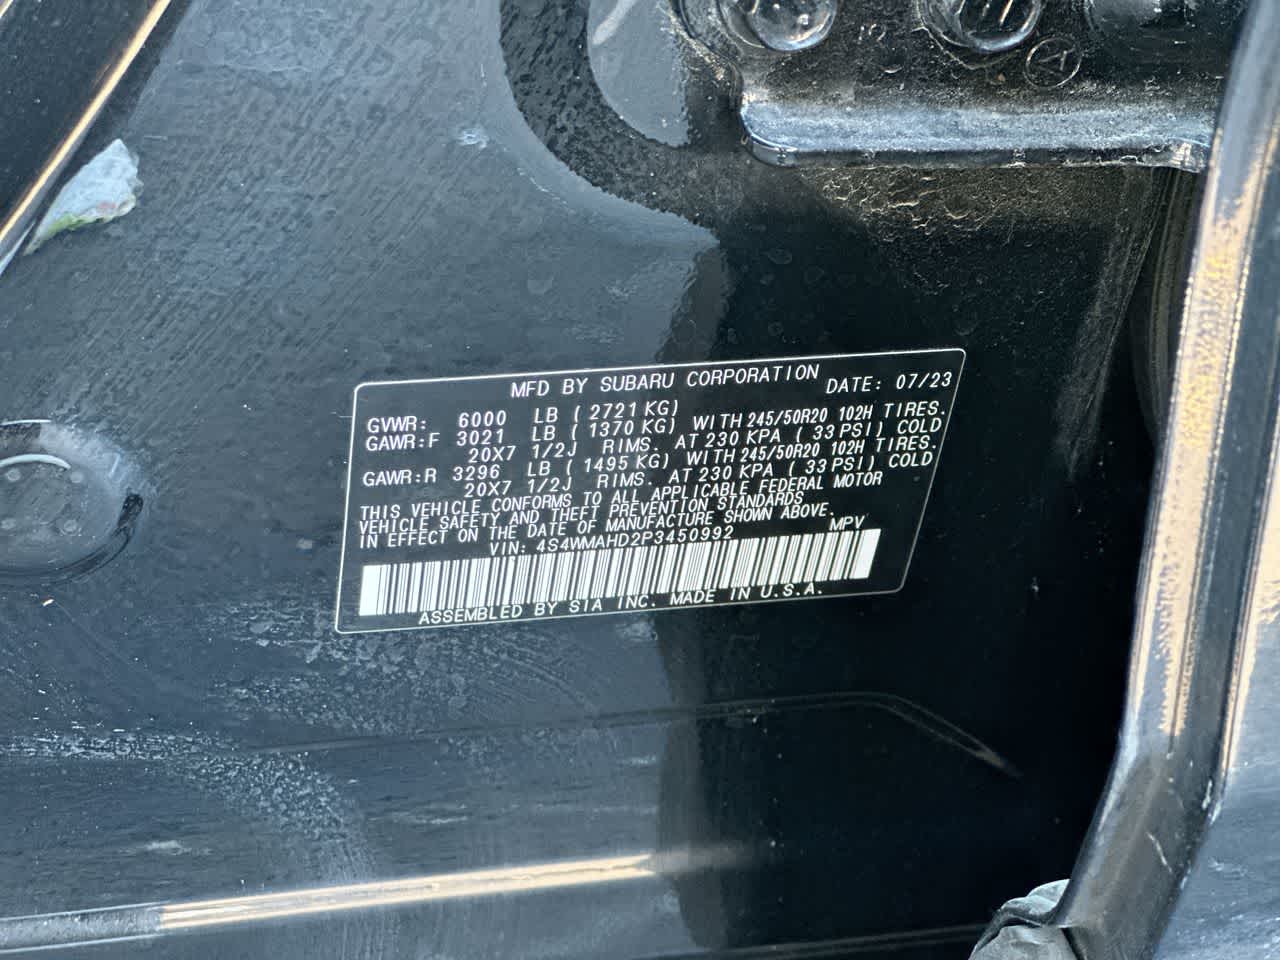 MFD BY SUBARU CORPORATION DATE: 07/23
GVWR: 6000 LB ( 2721 KG)
GAWR:F 3021 LB ( 1370 KG) WITH 245/50R20 102H TIRES.
20X7 1/2J RIMS. AT 230 KPA ( 33 PSI) COLD
GAWR:R 3296 LB ( 1495 KG) WITH 245/50R20 102H TIRES.
20X7 1/2J RIMS. AT 230 KPA ( 33 PSI) COLD
THIS VEHICLE CONFORMS TO ALL APPLICABLE FEDERAL MOTOR
VEHICLE SAFETY AND THEFT PREVENTION STANDARDS
IN EFFECT ON THE DATE OF MANUFACTURE SHOWN ABOVE.
VIN: 4S4WMAHD2P3450992 MPV
ASSEMBLED BY SIA INC. MADE IN U.S.A.